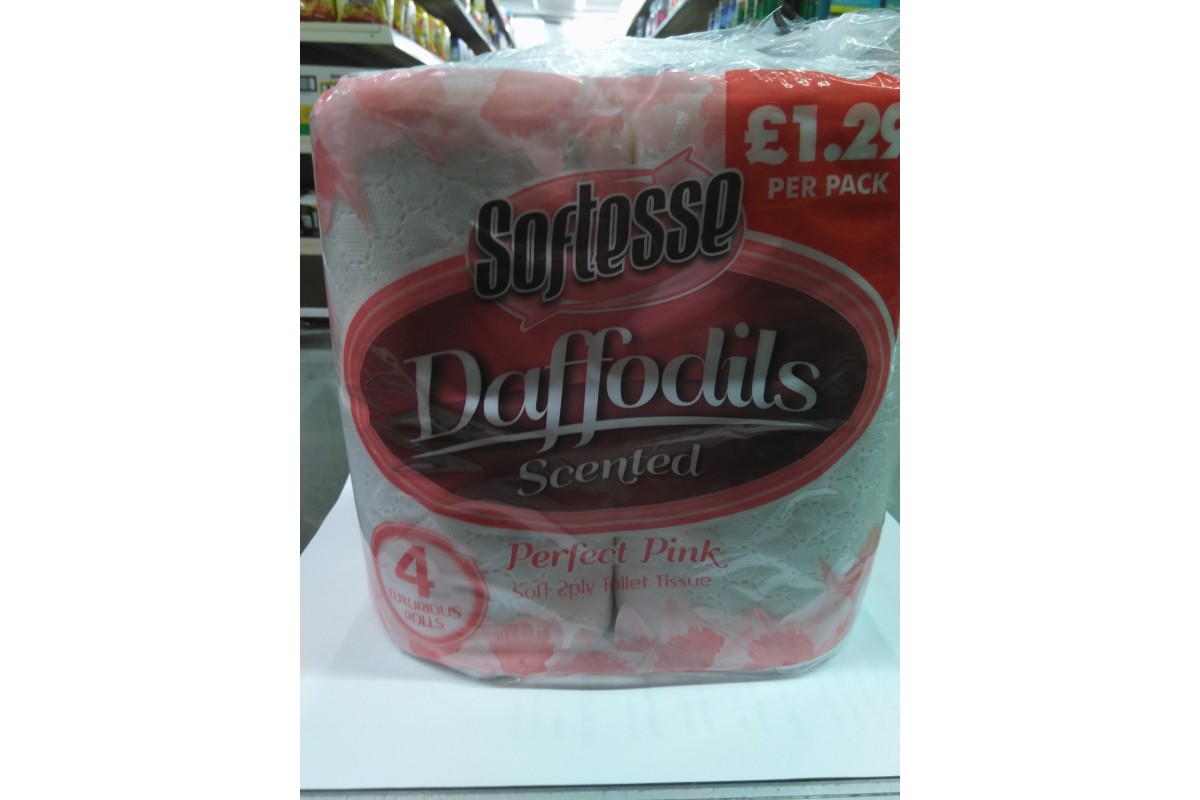 £1.29
PER PACK
Softesse
Daffodils
Scented
Perfect Pink
Soft 2ply Toilet Tissue
4
LUXURIOUS
ROLLS